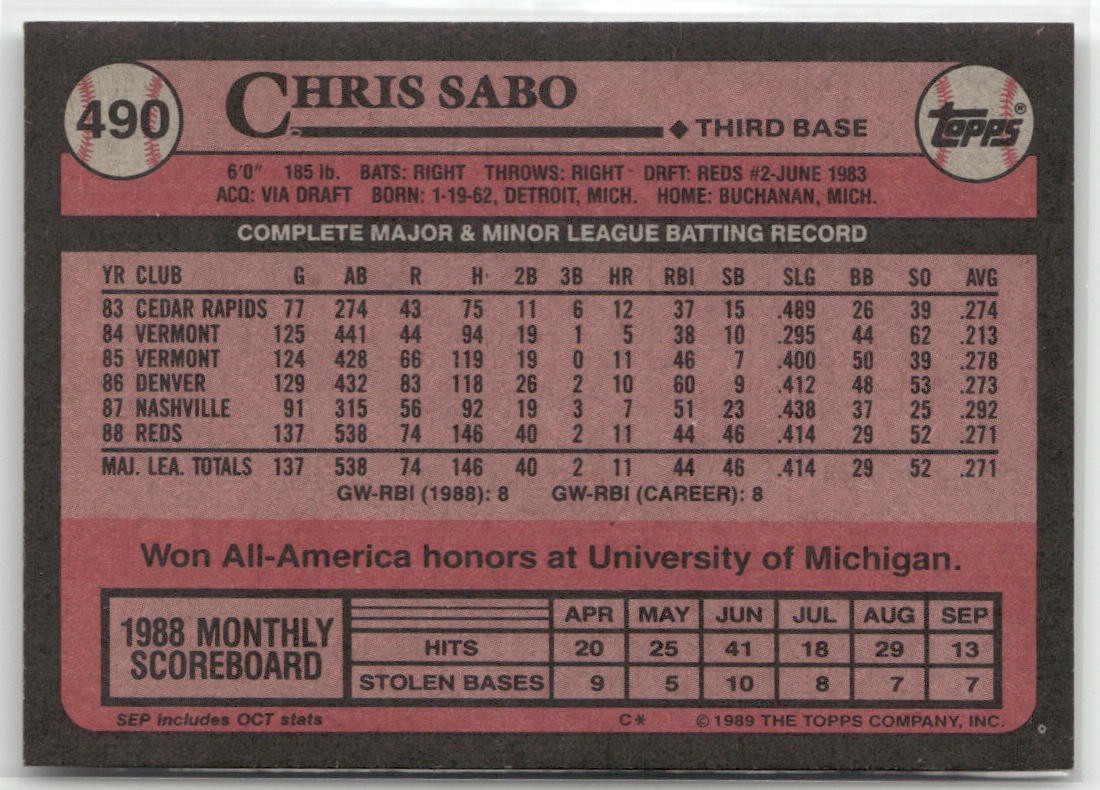 490 CHRIS SABO ◆ THIRD BASE topps®
6'0" 185 lb. BATS: RIGHT THROWS: RIGHT DRFT: REDS #2-JUNE 1983
ACQ: VIA DRAFT BORN: 1-19-62, DETROIT, MICH. HOME: BUCHANAN, MICH.
COMPLETE MAJOR & MINOR LEAGUE BATTING RECORD
YR CLUB G AB R H 2B 3B HR RBI SB SLG BB SO AVG
83 CEDAR RAPIDS 77 274 43 75 11 6 12 37 15 .489 26 39 .274
84 VERMONT 125 441 44 94 19 1 5 38 10 .295 44 62 .213
85 VERMONT 124 428 66 119 19 0 11 46 7 .400 50 39 .278
86 DENVER 129 432 83 118 26 2 10 60 9 .412 48 53 .273
87 NASHVILLE 91 315 56 92 19 3 7 51 23 .438 37 25 .292
88 REDS 137 538 74 146 40 2 11 44 46 .414 29 52 .271
MAJ. LEA. TOTALS 137 538 74 146 40 2 11 44 46 .414 29 52 .271
GW-RBI (1988): 8 GW-RBI (CAREER): 8
Won All-America honors at University of Michigan.
1988 MONTHLY
SCOREBOARD
APR MAY JUN JUL AUG SEP
HITS 20 25 41 18 29 13
STOLEN BASES 9 5 10 8 7 7
SEP includes OCT stats C* © 1989 THE TOPPS COMPANY, INC.